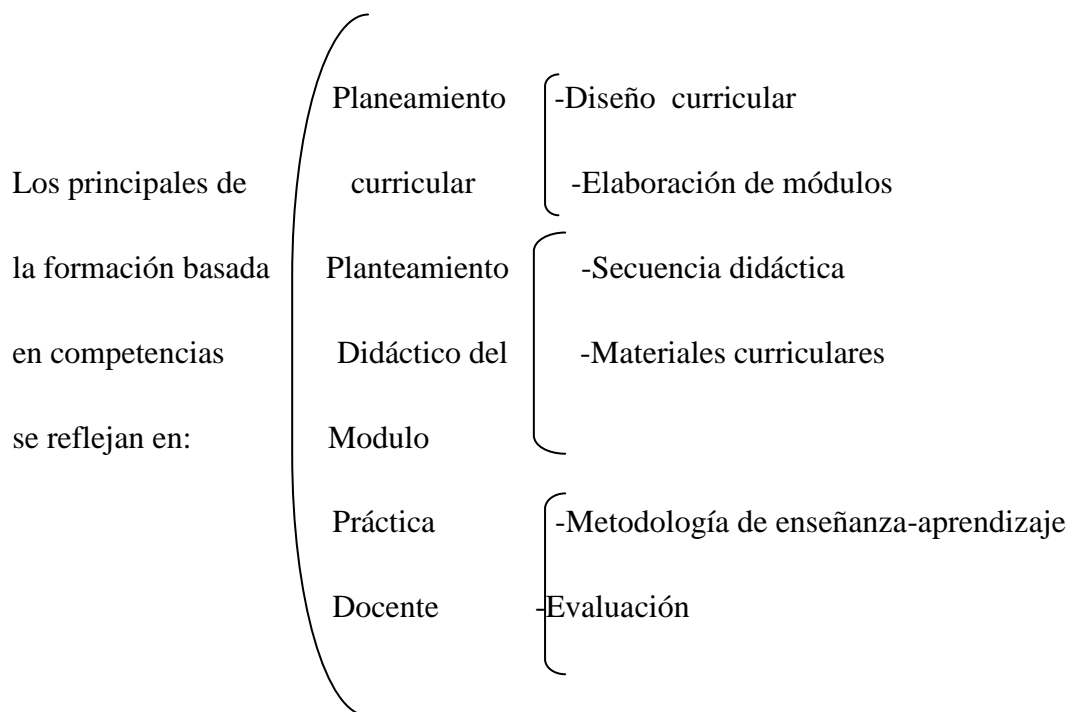 Planeamiento -Diseño curricular
Los principales de curricular -Elaboración de módulos
la formación basada Planteamiento -Secuencia didáctica
en competencias Didáctico del -Materiales curriculares
se reflejan en: Modulo
Práctica -Metodología de enseñanza-aprendizaje
Docente -Evaluación